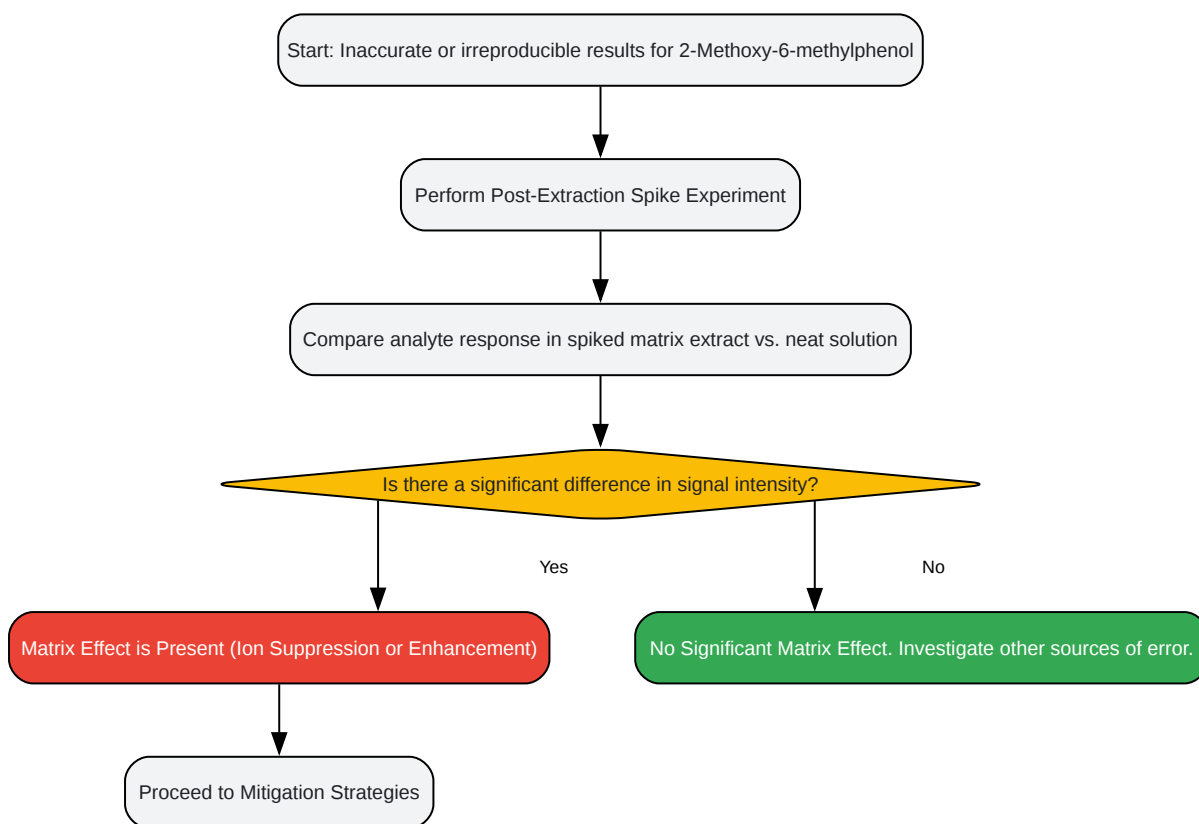 Start: Inaccurate or irreproducible results for 2-Methoxy-6-methylphenol
Perform Post-Extraction Spike Experiment
Compare analyte response in spiked matrix extract vs. neat solution
Is there a significant difference in signal intensity?
Yes
No
Matrix Effect is Present (Ion Suppression or Enhancement)
No Significant Matrix Effect. Investigate other sources of error.
Proceed to Mitigation Strategies